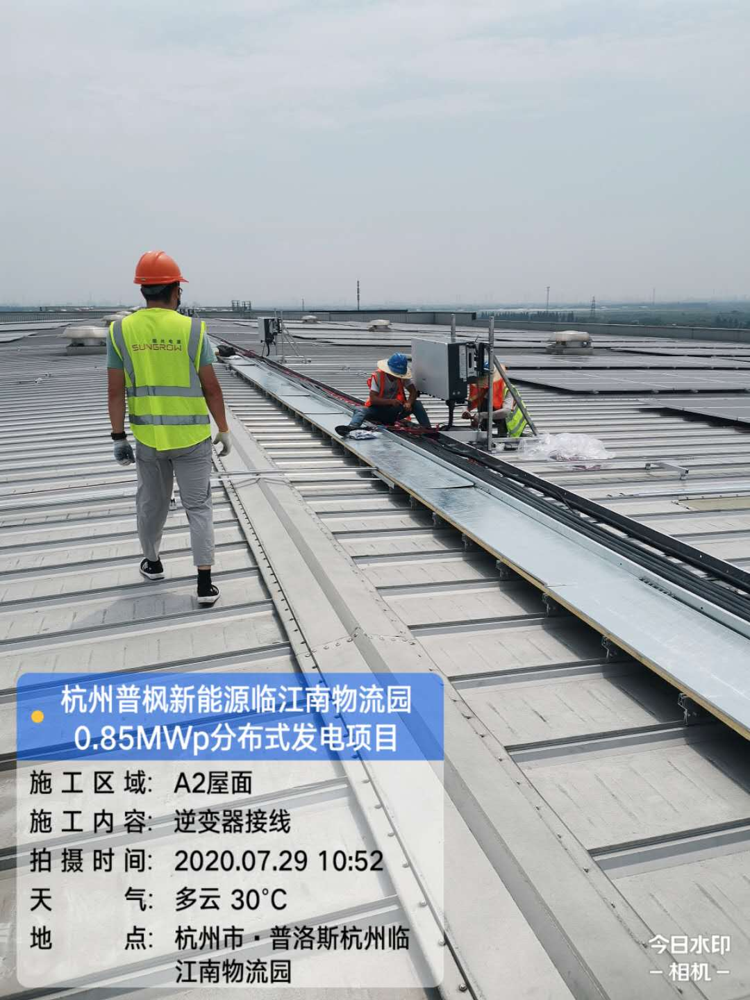 阳光电源
SUNGROW
杭州普枫新能源临江南物流园
0.85MWp分布式发电项目
施工区域: A2屋面
施工内容: 逆变器接线
拍摄时间: 2020.07.29 10:52
天气: 多云 30°C
地点: 杭州市·普洛斯杭州临
江南物流园
今日水印
-相机-